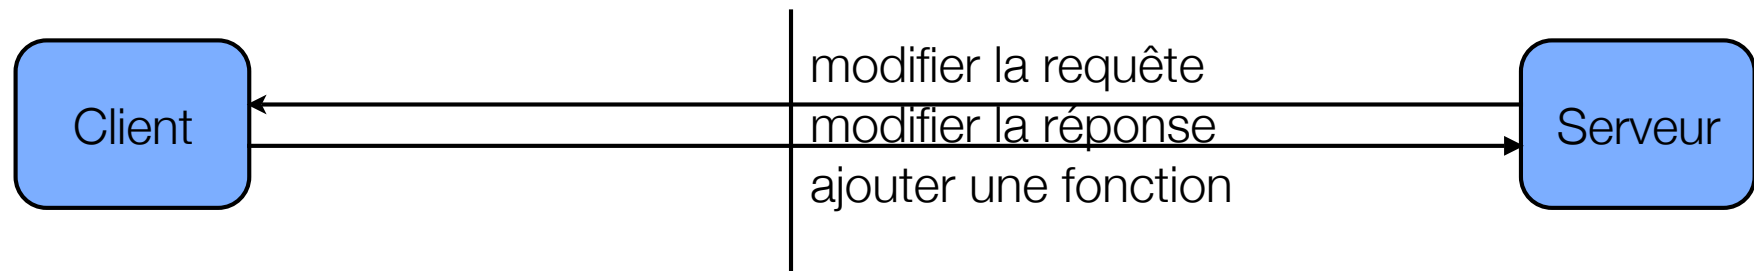 Client
modifier la requête
modifier la réponse
ajouter une fonction
Serveur